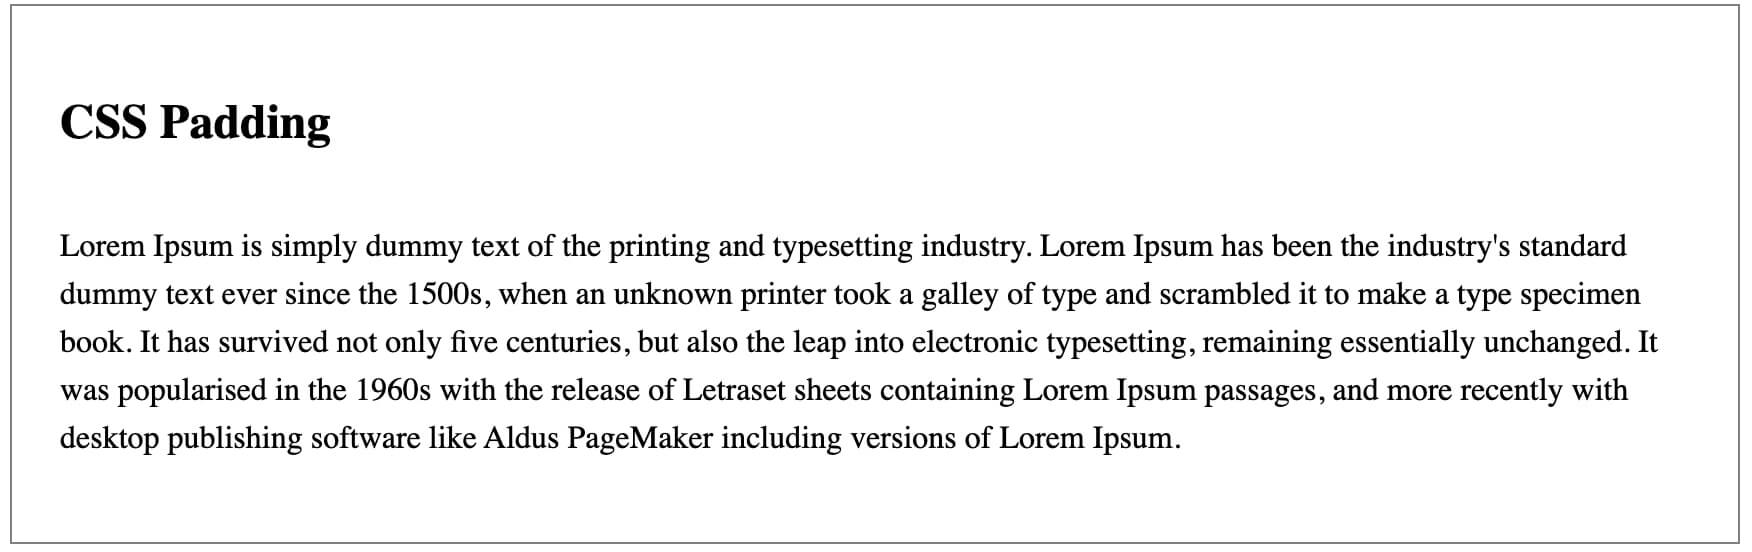 CSS Padding
Lorem Ipsum is simply dummy text of the printing and typesetting industry. Lorem Ipsum has been the industry's standard
dummy text ever since the 1500s, when an unknown printer took a galley of type and scrambled it to make a type specimen
book. It has survived not only five centuries, but also the leap into electronic typesetting, remaining essentially unchanged. It
was popularised in the 1960s with the release of Letraset sheets containing Lorem Ipsum passages, and more recently with
desktop publishing software like Aldus PageMaker including versions of Lorem Ipsum.